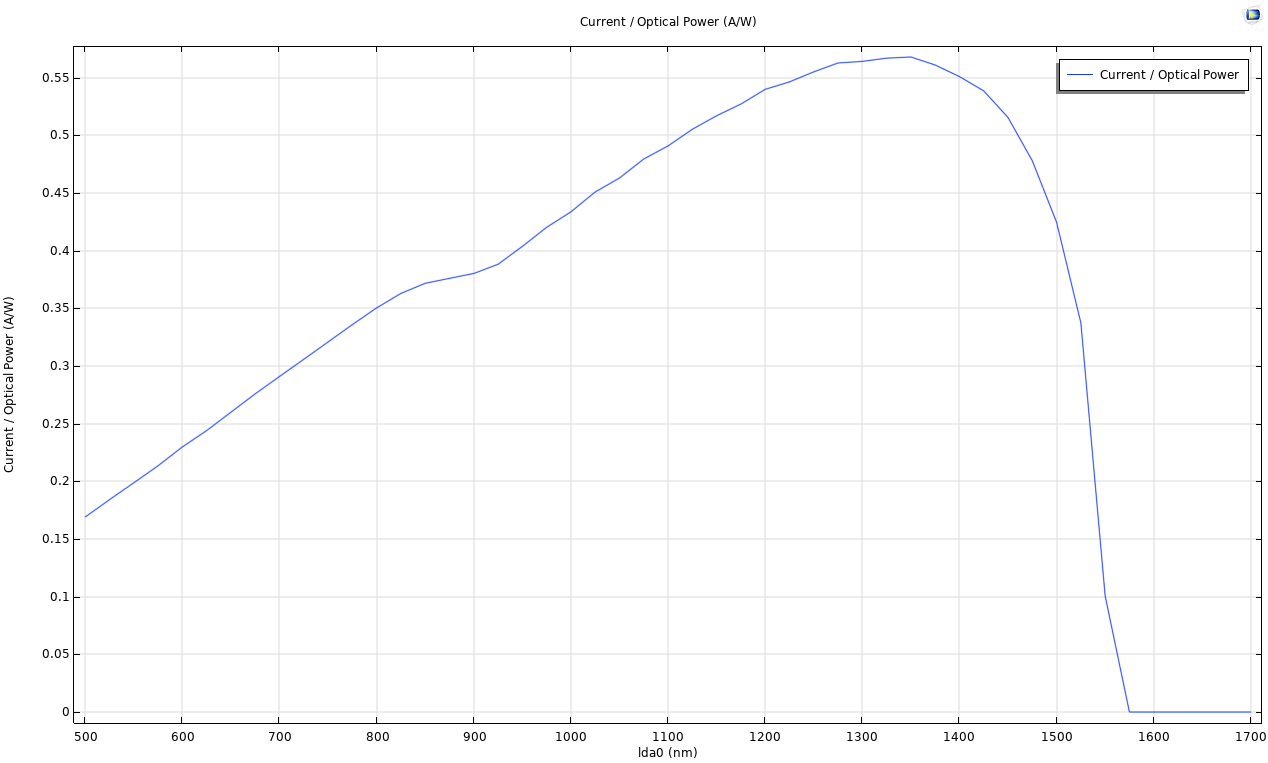 Current / Optical Power (A/W)
Current / Optical Power
Current / Optical Power (A/W)
0.55
0.5
0.45
0.4
0.35
0.3
0.25
0.2
0.15
0.1
0.05
0
500 600 700 800 900 1000 1100 1200 1300 1400 1500 1600 1700
lda0 (nm)